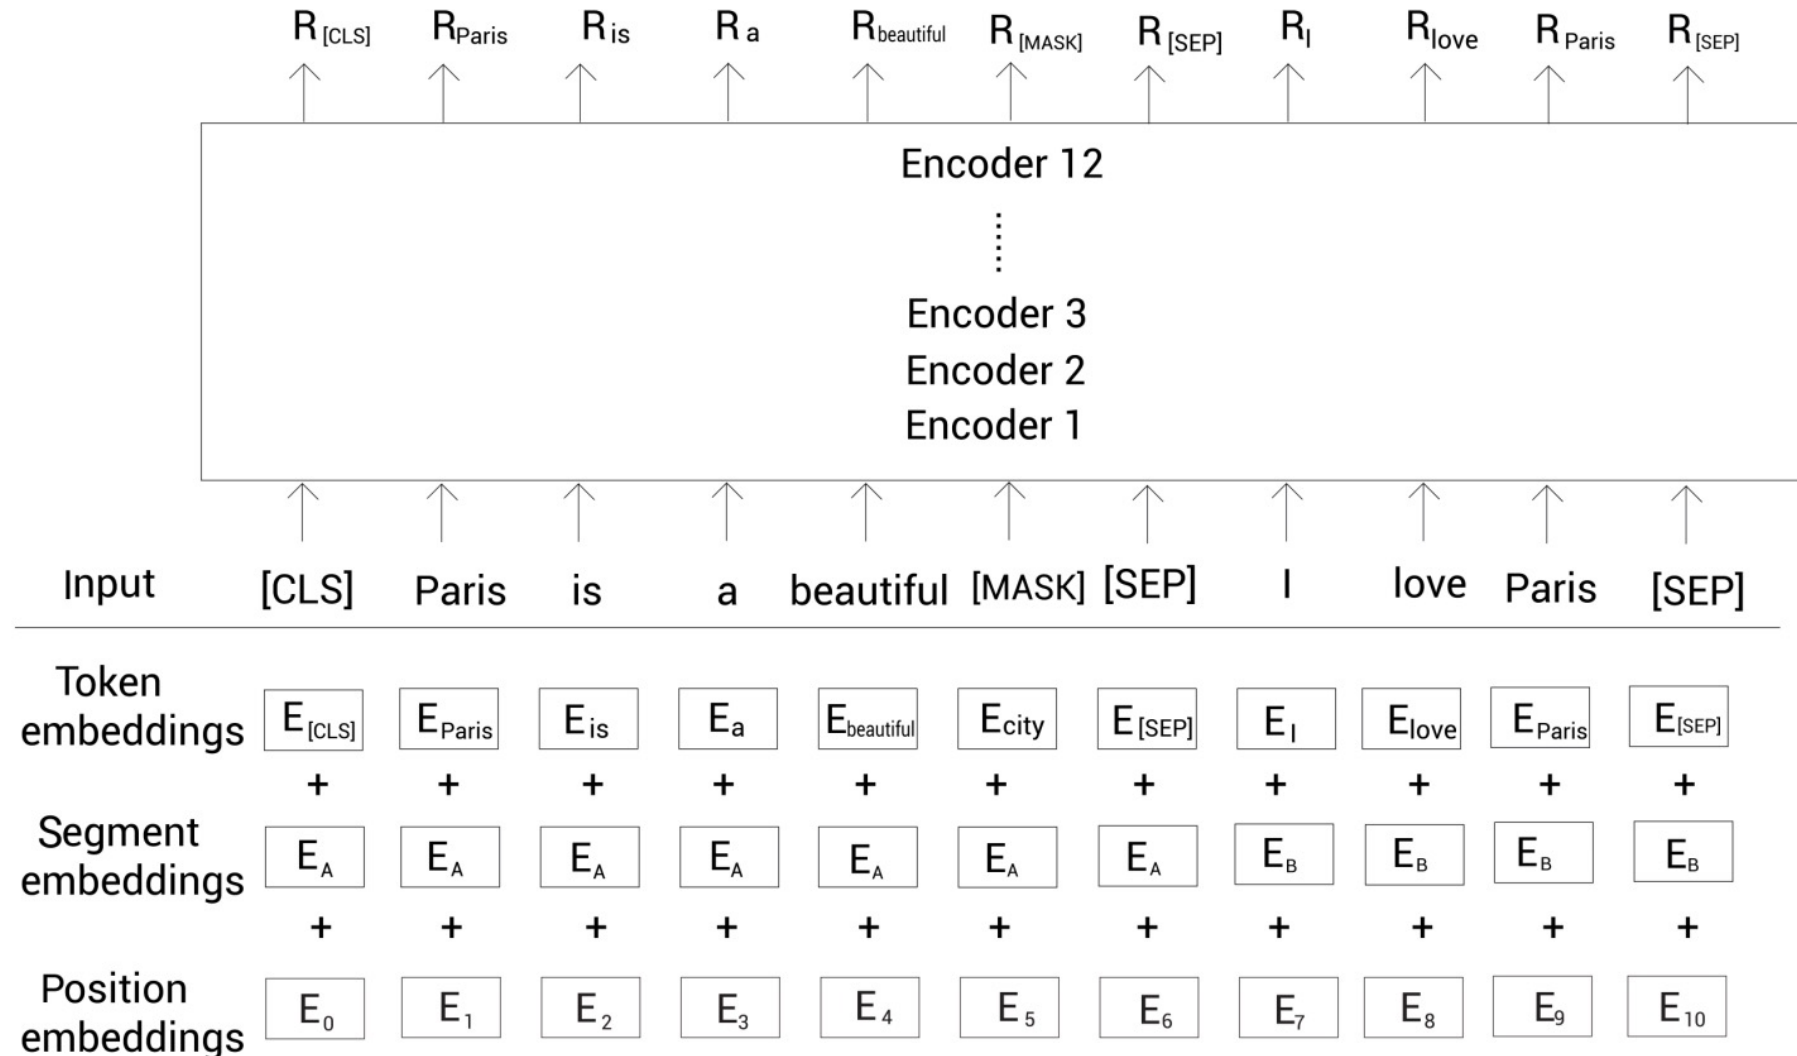 R[CLS] RParis Ris Ra Rbeautiful R[MASK] R[SEP] RI Rlove RParis R[SEP]
Encoder 12
Encoder 3
Encoder 2
Encoder 1
Input [CLS] Paris is a beautiful [MASK] [SEP] I love Paris [SEP]
Token
embeddings E[CLS] EParis Eis Ea Ebeautiful Ecity E[SEP] EI Elove EParis E[SEP]
+ + + + + + + + + + +
Segment
embeddings EA EA EA EA EA EA EA EB EB EB EB
+ + + + + + + + + + +
Position
embeddings E0 E1 E2 E3 E4 E5 E6 E7 E8 E9 E10